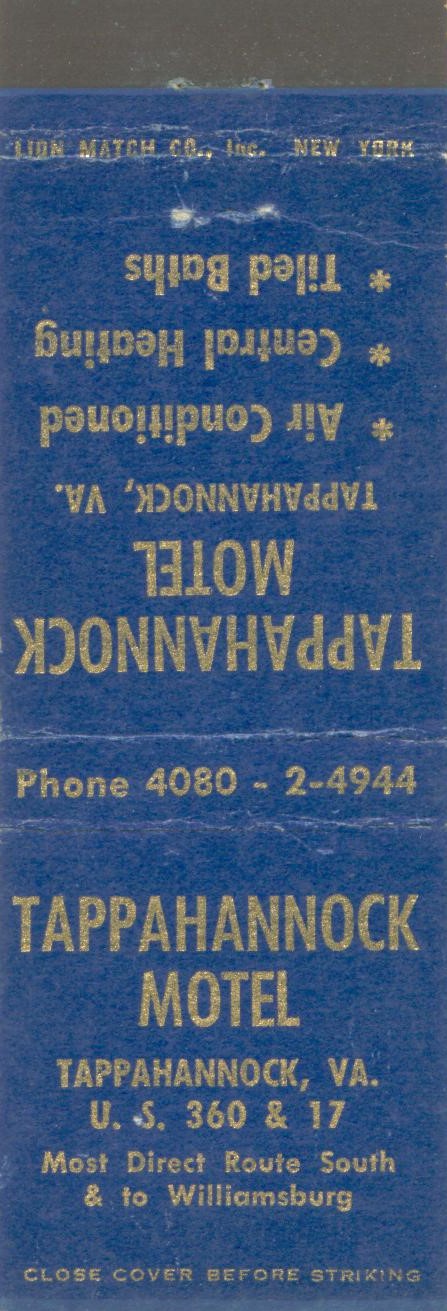 LION MATCH CO., Inc. NEW YORK
TAPPAHANNOCK
MOTEL
TAPPAHANNOCK, VA.
* Air Conditioned
* Central Heating
* Tiled Baths
Phone 4080 - 2-4944
TAPPAHANNOCK
MOTEL
TAPPAHANNOCK, VA.
U. S. 360 & 17
Most Direct Route South
& to Williamsburg
CLOSE COVER BEFORE STRIKING